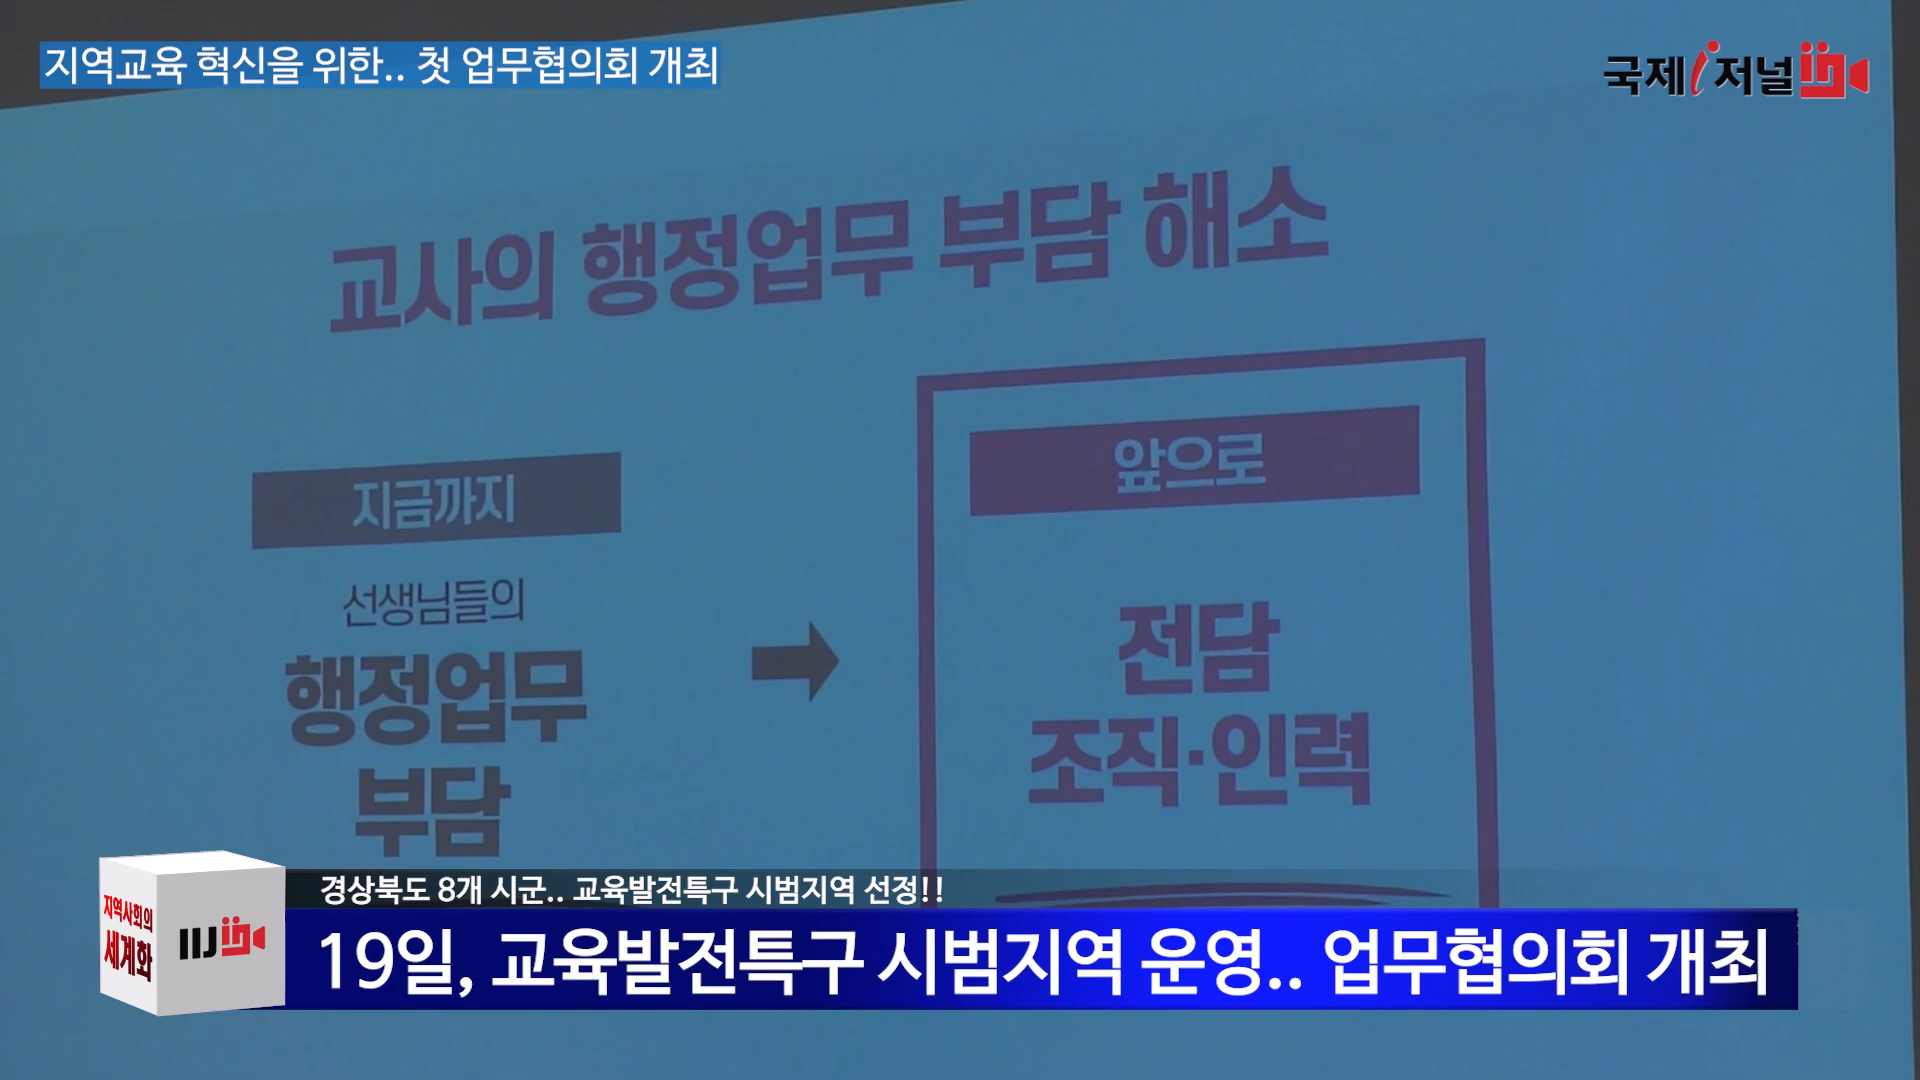 지역교육 혁신을 위한.. 첫 업무협의회 개최
국제i저널
교사의 행정업무 부담 해소
지금까지
선생님들의
행정업무
부담
앞으로
전담
조직·인력
지역사회의
세계화
IIJ
경상북도 8개 시군.. 교육발전특구 시범지역 선정!!
19일, 교육발전특구 시범지역 운영.. 업무협의회 개최